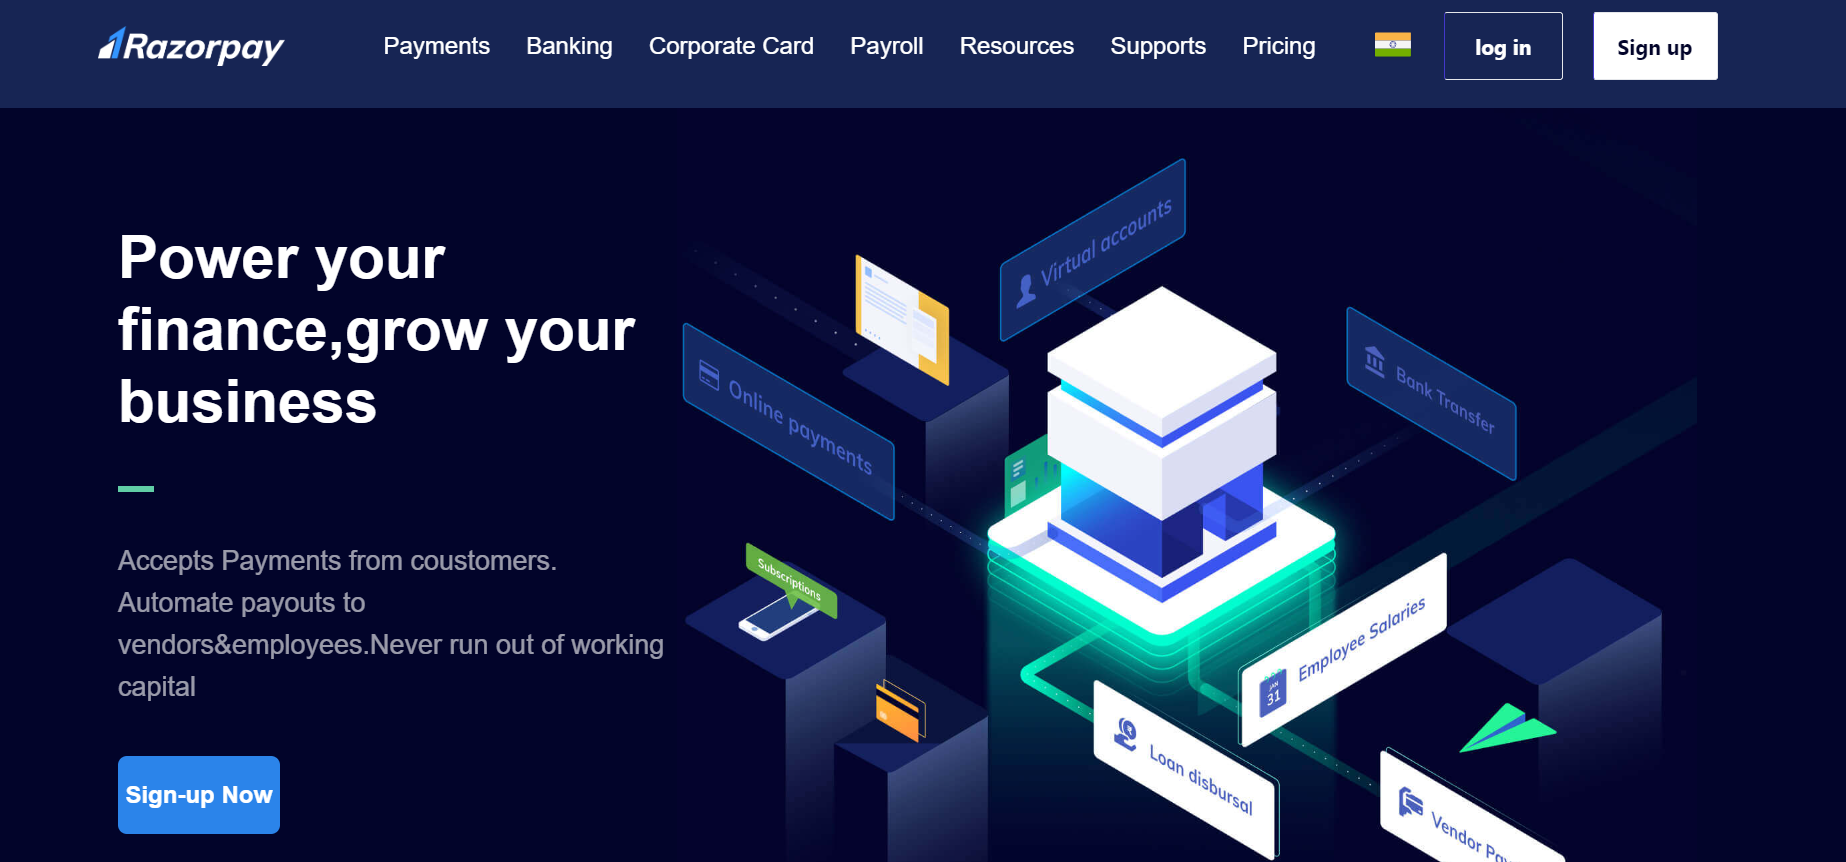 Razorpay
Payments
Banking
Corporate Card
Payroll
Resources
Supports
Pricing
log in
Sign up
Power your
finance,grow your
business
Accepts Payments from coustomers.
Automate payouts to
vendors&employees.Never run out of working
capital
Sign-up Now
Virtual accounts
Online payments
Bank Transfer
Subscriptions
Employee Salaries
JAN
31
Loan disbursal
Vendor